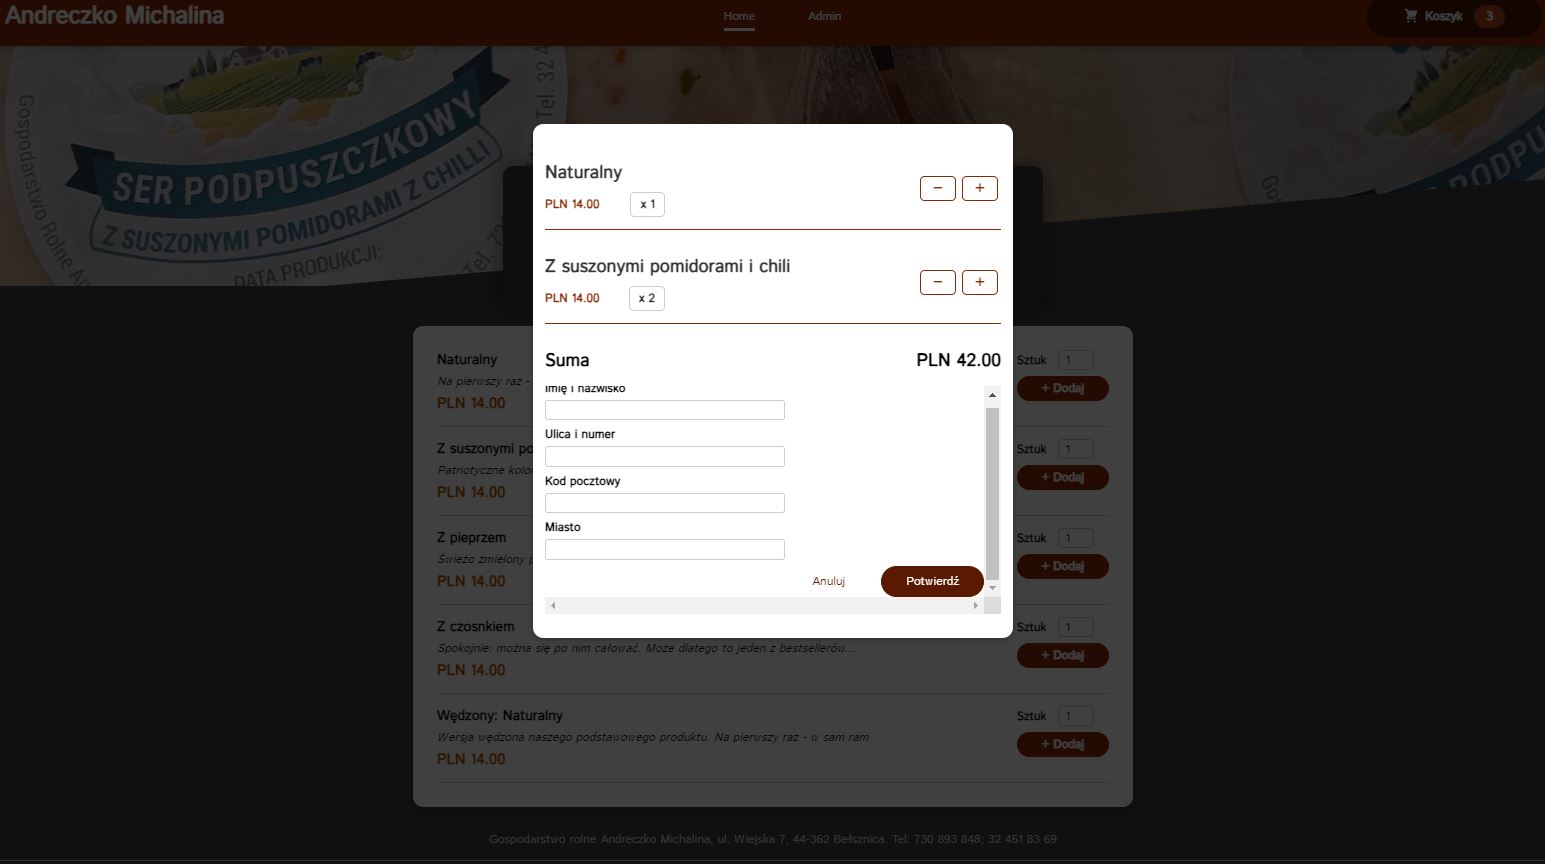 Andreczko Michalina
Home
Admin
Koszyk 3
Gospodarstwo Rolne
SER PODPUSZCZKOWY
Z SUSZONYMI POMIDORAMI Z CHILLI
DATA PRODUKCJI:
Tel. 32 4
Tel.
Go
PODPU
Naturalny
PLN 14.00 x 1
− +
Z suszonymi pomidorami i chili
PLN 14.00 x 2
− +
Suma PLN 42.00
Imię i nazwisko
Ulica i numer
Kod pocztowy
Miasto
Anuluj Potwierdź
Naturalny
Na pierwszy raz -
PLN 14.00
Sztuk 1
+ Dodaj
Z suszonymi po
Patriotyczne kolor
PLN 14.00
Sztuk 1
+ Dodaj
Z pieprzem
Świeżo zmielony p
PLN 14.00
Sztuk 1
+ Dodaj
Z czosnkiem
Spokojnie: można się po nim całować. Może dlatego to jeden z bestsellerów...
PLN 14.00
Sztuk 1
+ Dodaj
Wędzony: Naturalny
Wersja wędzona naszego podstawowego produktu. Na pierwszy raz - w sam ram
PLN 14.00
Sztuk 1
+ Dodaj
Gospodarstwo rolne Andreczko Michalina, ul. Wiejska 7, 44-362 Bełsznica. Tel: 730 893 848; 32 451 83 69